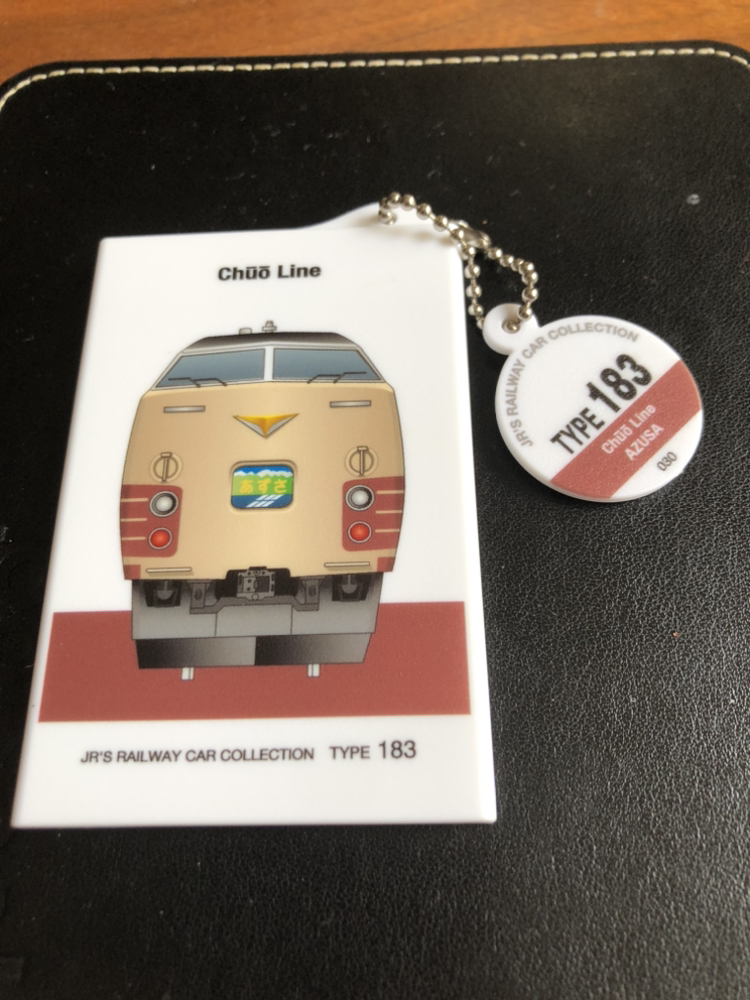 Chūō Line
あずさ
JR'S RAILWAY CAR COLLECTION TYPE 183
JR'S RAILWAY CAR COLLECTION
TYPE 183
Chūō Line
AZUSA
030